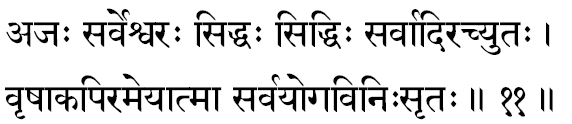 अजः सर्वेश्वरः सिद्धः सिद्धिः सर्वादिरच्युतः ।
वृषाकपिरमेयात्मा सर्वयोगविनिःसृतः ॥ ११ ॥